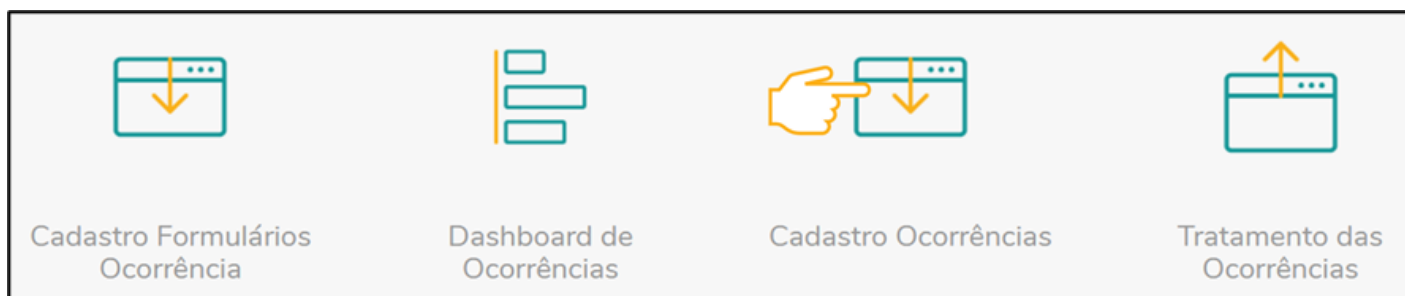 Cadastro Formulários
Ocorrência
Dashboard de
Ocorrências
Cadastro Ocorrências
Tratamento das
Ocorrências